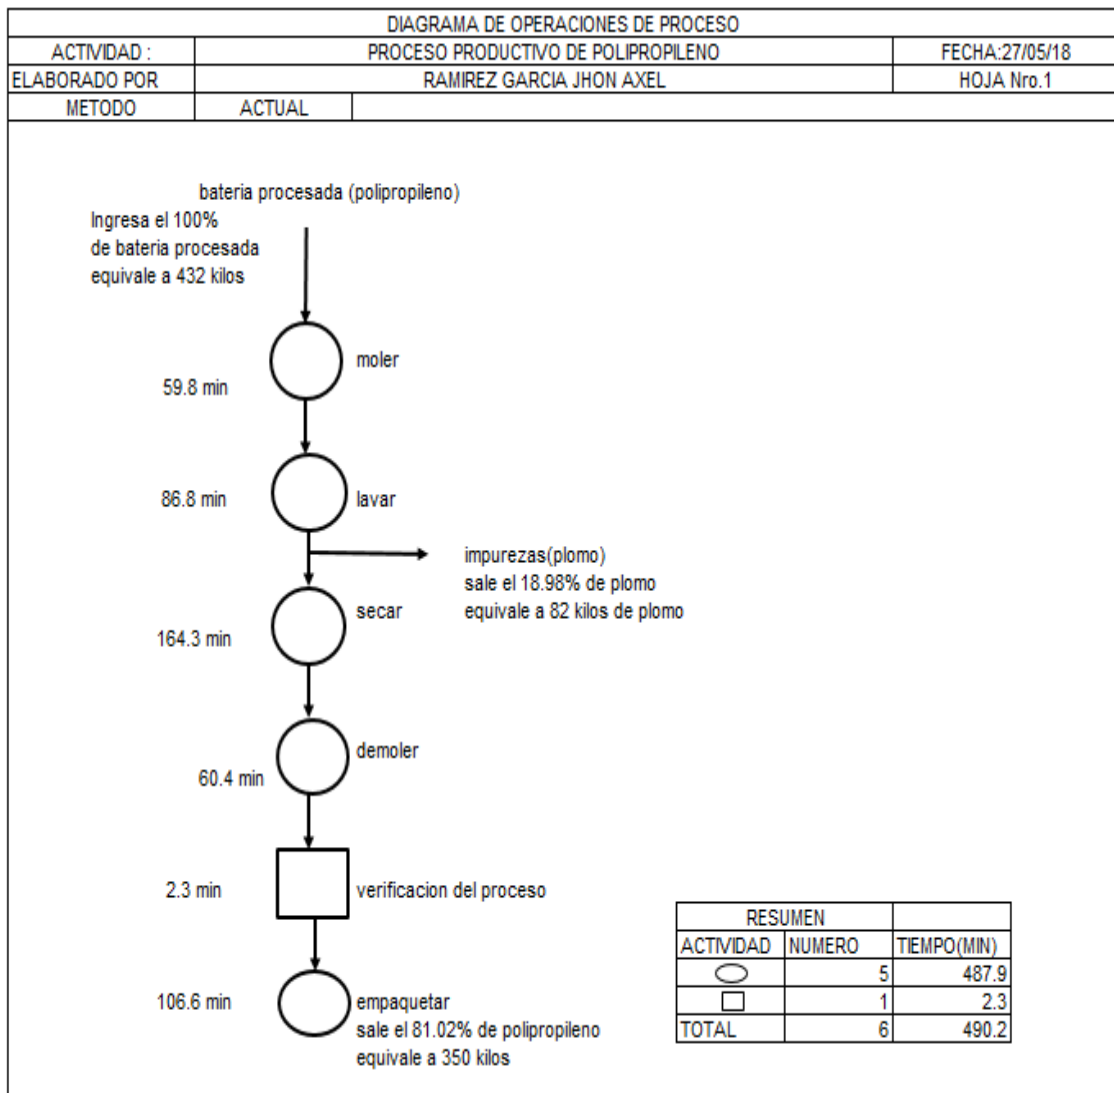 DIAGRAMA DE OPERACIONES DE PROCESO
ACTIVIDAD : PROCESO PRODUCTIVO DE POLIPROPILENO FECHA:27/05/18
ELABORADO POR RAMIREZ GARCIA JHON AXEL HOJA Nro.1
METODO ACTUAL
bateria procesada (polipropileno)
Ingresa el 100%
de bateria procesada
equivale a 432 kilos
moler
59.8 min
86.8 min lavar
impurezas(plomo)
sale el 18.98% de plomo
equivale a 82 kilos de plomo
secar
164.3 min
demoler
60.4 min
2.3 min verificacion del proceso
106.6 min empaquetar
sale el 81.02% de polipropileno
equivale a 350 kilos
RESUMEN
ACTIVIDAD NUMERO TIEMPO(MIN)
5 487.9
1 2.3
TOTAL 6 490.2